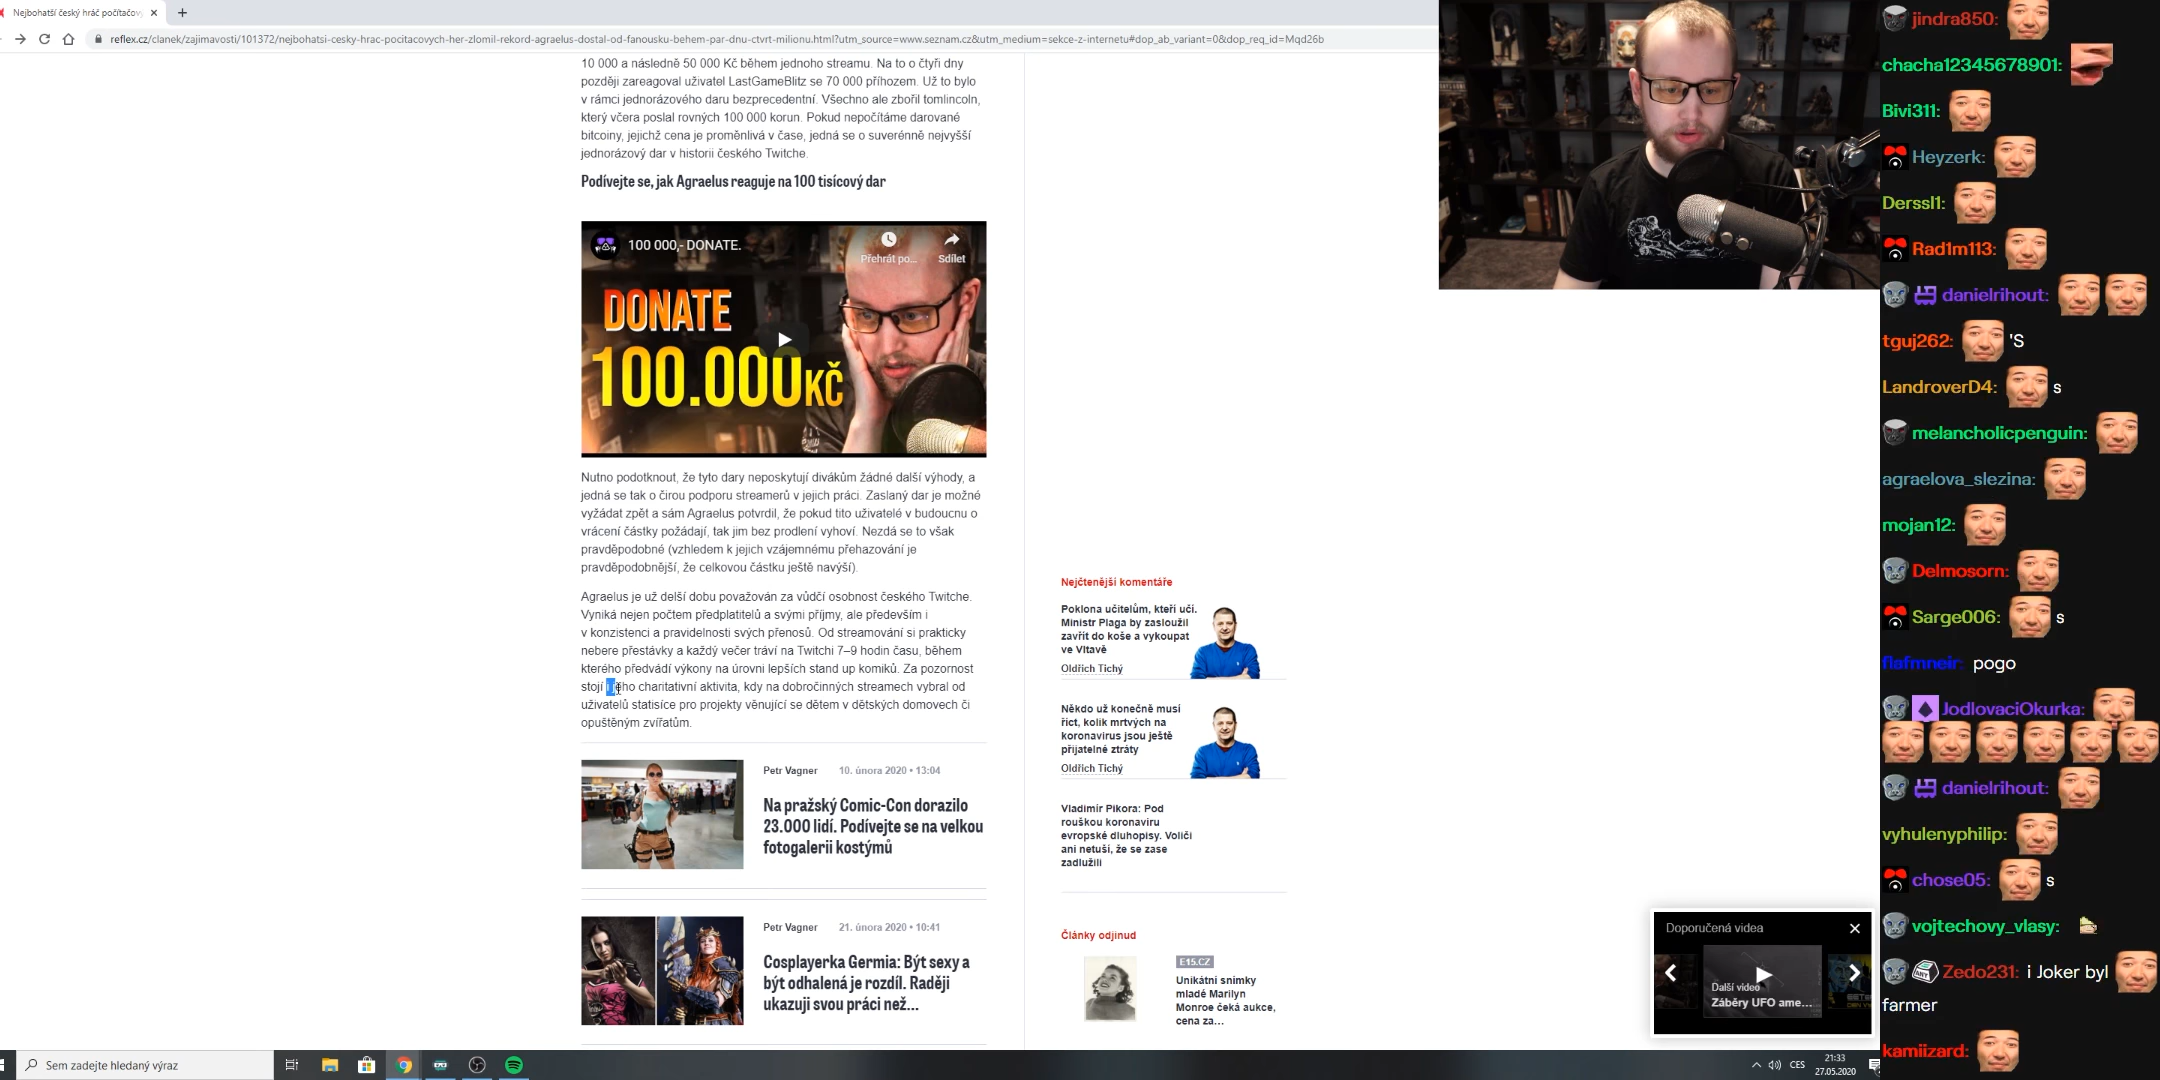 Nejbohatší český hráč počítačov
reflex.cz/clanek/zajimavosti/101372/nejbohatsi-cesky-hrac-pocitacovych-her-zlomil-rekord-agraelus-dostal-od-fanousku-behem-par-dnu-ctvrt-milionu.html?utm_source=www.seznam.cz&utm_medium=sekce-z-internetu#dop_ab_variant=0&dop_req_id=Mqd26b
10 000 a následně 50 000 Kč během jednoho streamu. Na to o čtyři dny
později zareagoval uživatel LastGameBlitz se 70 000 příhozem. Už to bylo
v rámci jednorázového daru bezprecedentní. Všechno ale zbořil tomlincoln,
který včera poslal rovných 100 000 korun. Pokud nepočítáme darované
bitcoiny, jejichž cena je proměnlivá v čase, jedná se o suverénně nejvyšší
jednorázový dar v historii českého Twitche.
Podívejte se, jak Agraelus reaguje na 100 tisícový dar
100 000,- DONATE.
Přehrát po...
Sdílet
DONATE
100.000KČ
Nutno podotknout, že tyto dary neposkytují divákům žádné další výhody, a
jedná se tak o čirou podporu streamerů v jejich práci. Zaslaný dar je možné
vyžádat zpět a sám Agraelus potvrdil, že pokud tito uživatelé v budoucnu o
vrácení částky požádají, tak jim bez prodlení vyhoví. Nezdá se to však
pravděpodobné (vzhledem k jejich vzájemnému přehazování je
pravděpodobnější, že celkovou částku ještě navýší).
Agraelus je už delší dobu považován za vůdčí osobnost českého Twitche.
Vyniká nejen počtem předplatitelů a svými příjmy, ale především i
v konzistenci a pravidelnosti svých přenosů. Od streamování si prakticky
nebere přestávky a každý večer tráví na Twitchi 7–9 hodin času, během
kterého předvádí výkony na úrovni lepších stand up komiků. Za pozornost
stojí i jeho charitativní aktivita, kdy na dobročinných streamech vybral od
uživatelů statisíce pro projekty věnující se dětem v dětských domovech či
opuštěným zvířatům.
Petr Vagner 10. února 2020 • 13:04
Na pražský Comic-Con dorazilo
23.000 lidí. Podívejte se na velkou
fotogalerii kostýmů
Petr Vagner 21. února 2020 • 10:41
Cosplayerka Germia: Být sexy a
být odhalená je rozdíl. Raději
ukazuji svou práci než...
Nejčtenější komentáře
Poklona učitelům, kteří učí.
Ministr Plaga by zasloužil
zavřít do koše a vykoupat
ve Vltavě
Oldřich Tichý
Někdo už konečně musí
říct, kolik mrtvých na
koronavirus jsou ještě
přijatelné ztráty
Oldřich Tichý
Vladimír Pikora: Pod
rouškou koronaviru
evropské dluhopisy. Voliči
ani netuší, že se zase
zadlužili
Články odjinud
E15.CZ
Unikátní snímky
mladé Marilyn
Monroe čeká aukce,
cena za...
Doporučená videa
Další video
Záběry UFO ame...
jindra850:
chacha12345678901:
Bivi311:
Heyzerk:
Derssl1:
Rad1m113:
danielrihout:
tguj262: 'S
LandroverD4: s
melancholicpenguin:
agraelova_slezina:
mojan12:
Delmosorn:
Sarge006: s
flafmneir: pogo
JodlovaciOkurka:
danielrihout:
vyhulenyphilip:
chose05: s
vojtechovy_vlasy:
Zedo231: i Joker byl
farmer
kamiizard:
Sem zadejte hledaný výraz
CES
21:33
27.05.2020